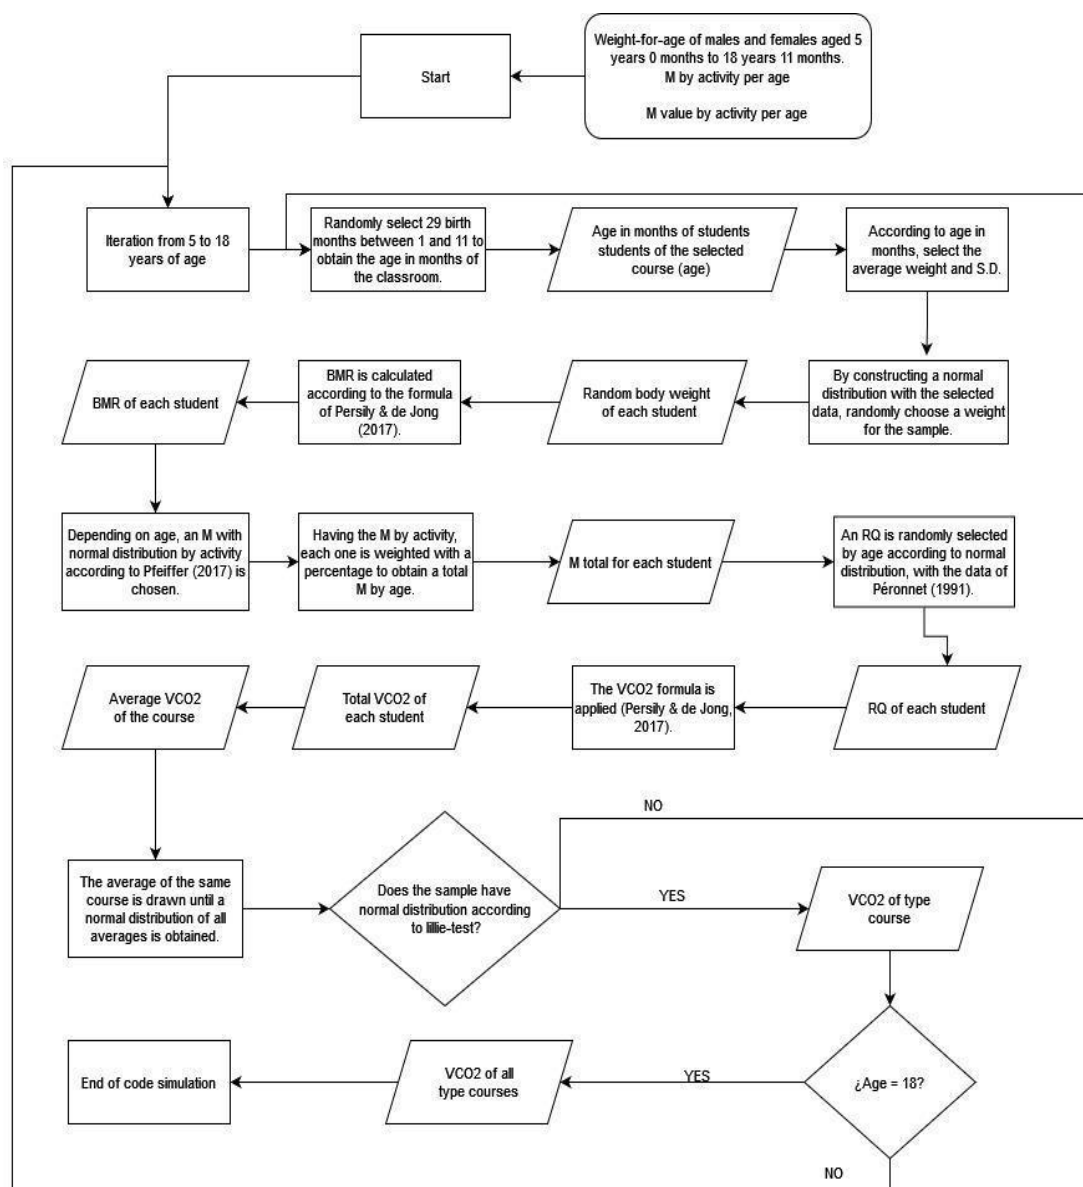 Weight-for-age of males and females aged 5
years 0 months to 18 years 11 months.
M by activity per age
M value by activity per age
Start
Iteration from 5 to 18
years of age
Randomly select 29 birth
months between 1 and 11 to
obtain the age in months of
the classroom.
Age in months of students
students of the selected
course (age)
According to age in
months, select the
average weight and S.D.
BMR of each student
BMR is calculated
according to the formula
of Persily & de Jong
(2017).
Random body weight
of each student
By constructing a normal
distribution with the selected
data, randomly choose a weight
for the sample.
Depending on age, an M with
normal distribution by activity
according to Pfeiffer (2017) is
chosen.
Having the M by activity,
each one is weighted with a
percentage to obtain a total
M by age.
M total for each student
An RQ is randomly selected
by age according to normal
distribution, with the data of
Péronnet (1991).
Average VCO2
of the course
Total VCO2 of
each student
The VCO2 formula is
applied (Persily & de Jong,
2017).
RQ of each student
NO
The average of the same
course is drawn until a
normal distribution of all
averages is obtained.
Does the sample have
normal distribution according
to lillie-test?
YES
VCO2 of type
course
End of code simulation
VCO2 of all
type courses
YES
¿Age = 18?
NO